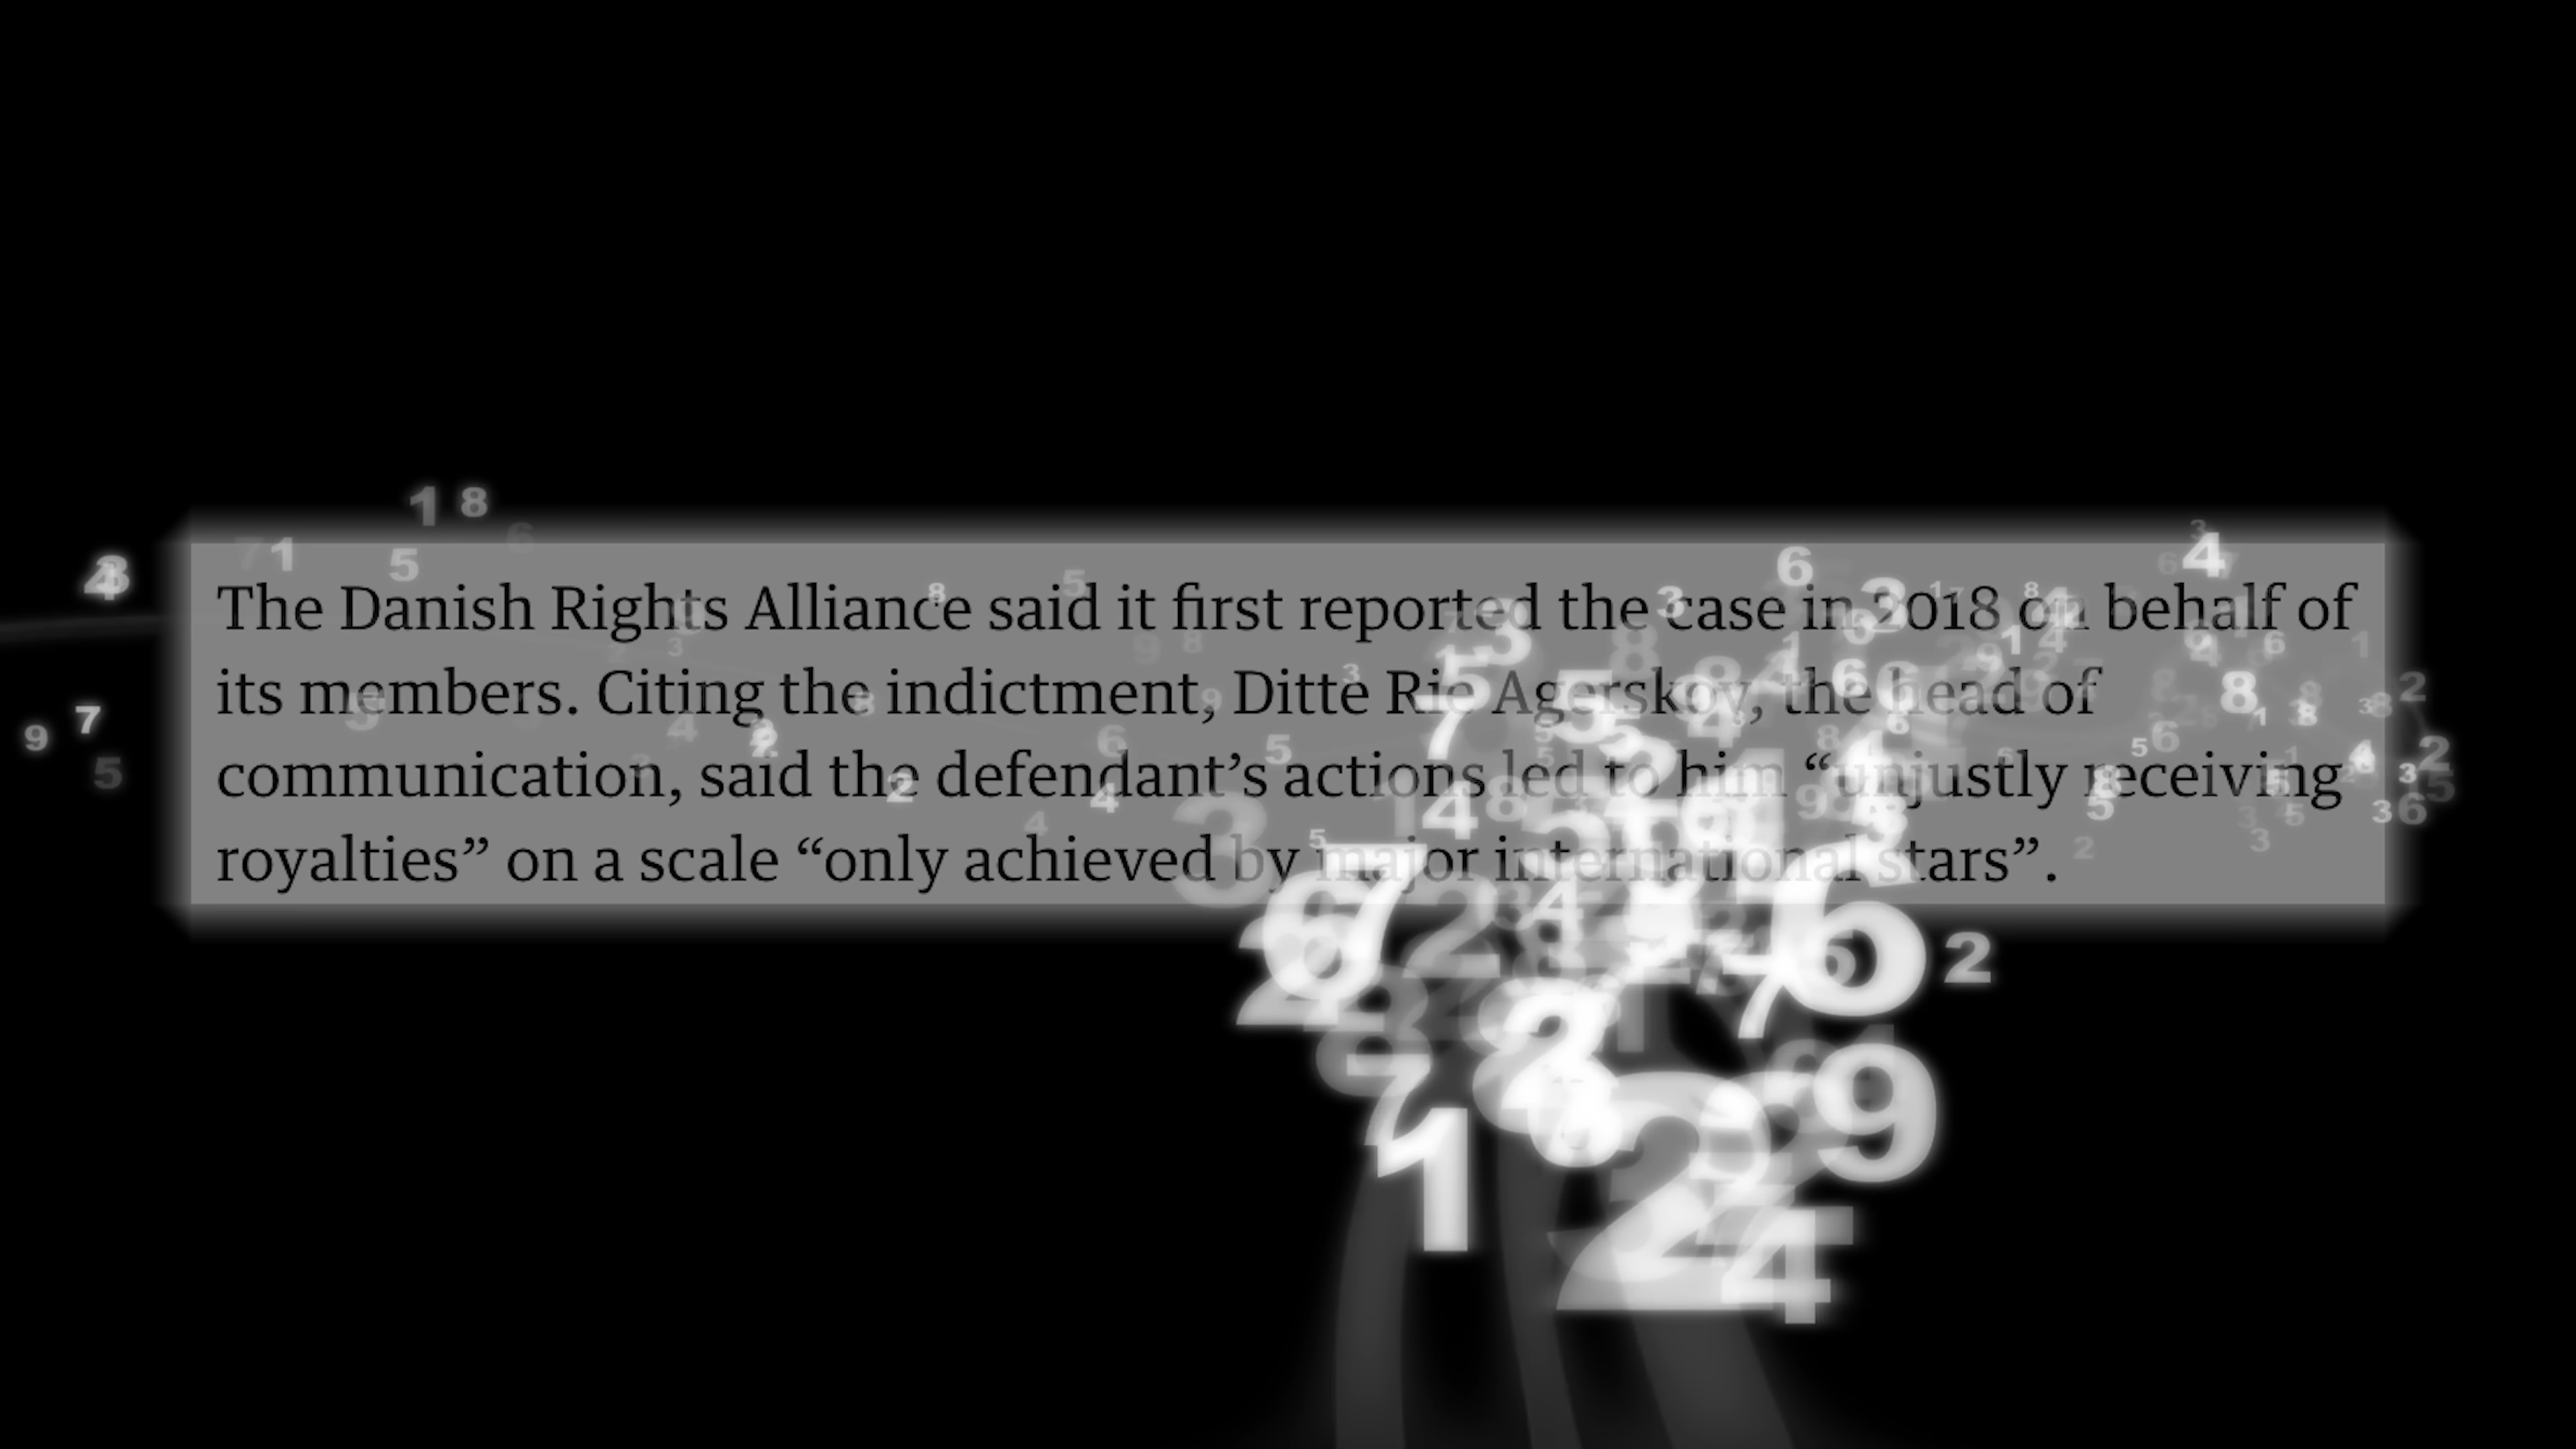 The Danish Rights Alliance said it first reported the case in 2018 on behalf of
its members. Citing the indictment, Ditte Rie Agerskov, the head of
communication, said the defendant’s actions led to him “unjustly receiving
royalties” on a scale “only achieved by major international stars”.